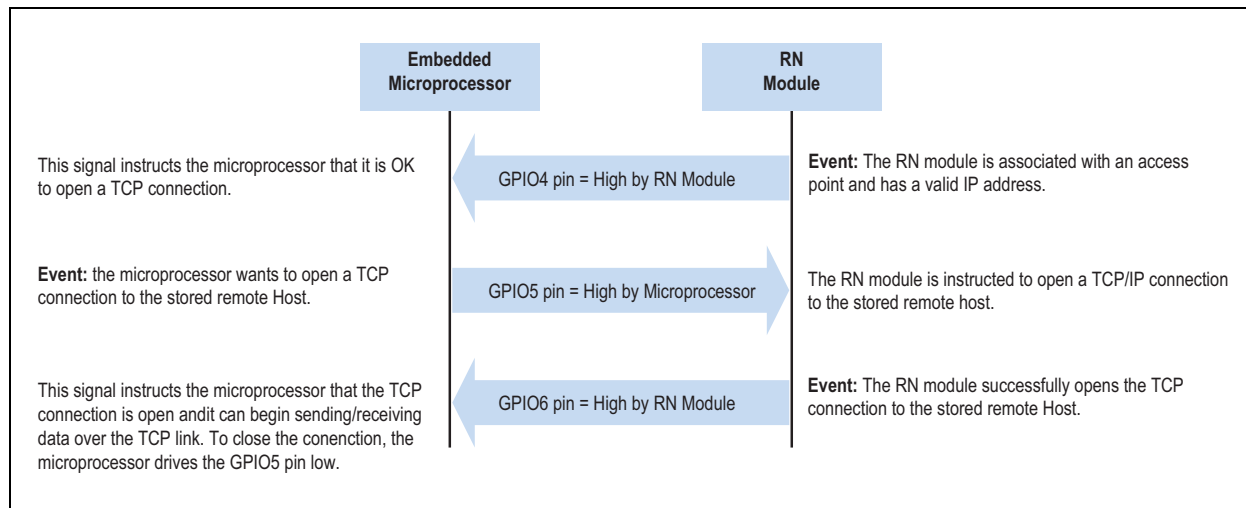 Embedded
Microprocessor
RN
Module
This signal instructs the microprocessor that it is OK
to open a TCP connection.
GPIO4 pin = High by RN Module
Event: The RN module is associated with an access
point and has a valid IP address.
Event: the microprocessor wants to open a TCP
connection to the stored remote Host.
GPIO5 pin = High by Microprocessor
The RN module is instructed to open a TCP/IP connection
to the stored remote host.
This signal instructs the microprocessor that the TCP
connection is open andit can begin sending/receiving
data over the TCP link. To close the conenction, the
microprocessor drives the GPIO5 pin low.
GPIO6 pin = High by RN Module
Event: The RN module successfully opens the TCP
connection to the stored remote Host.